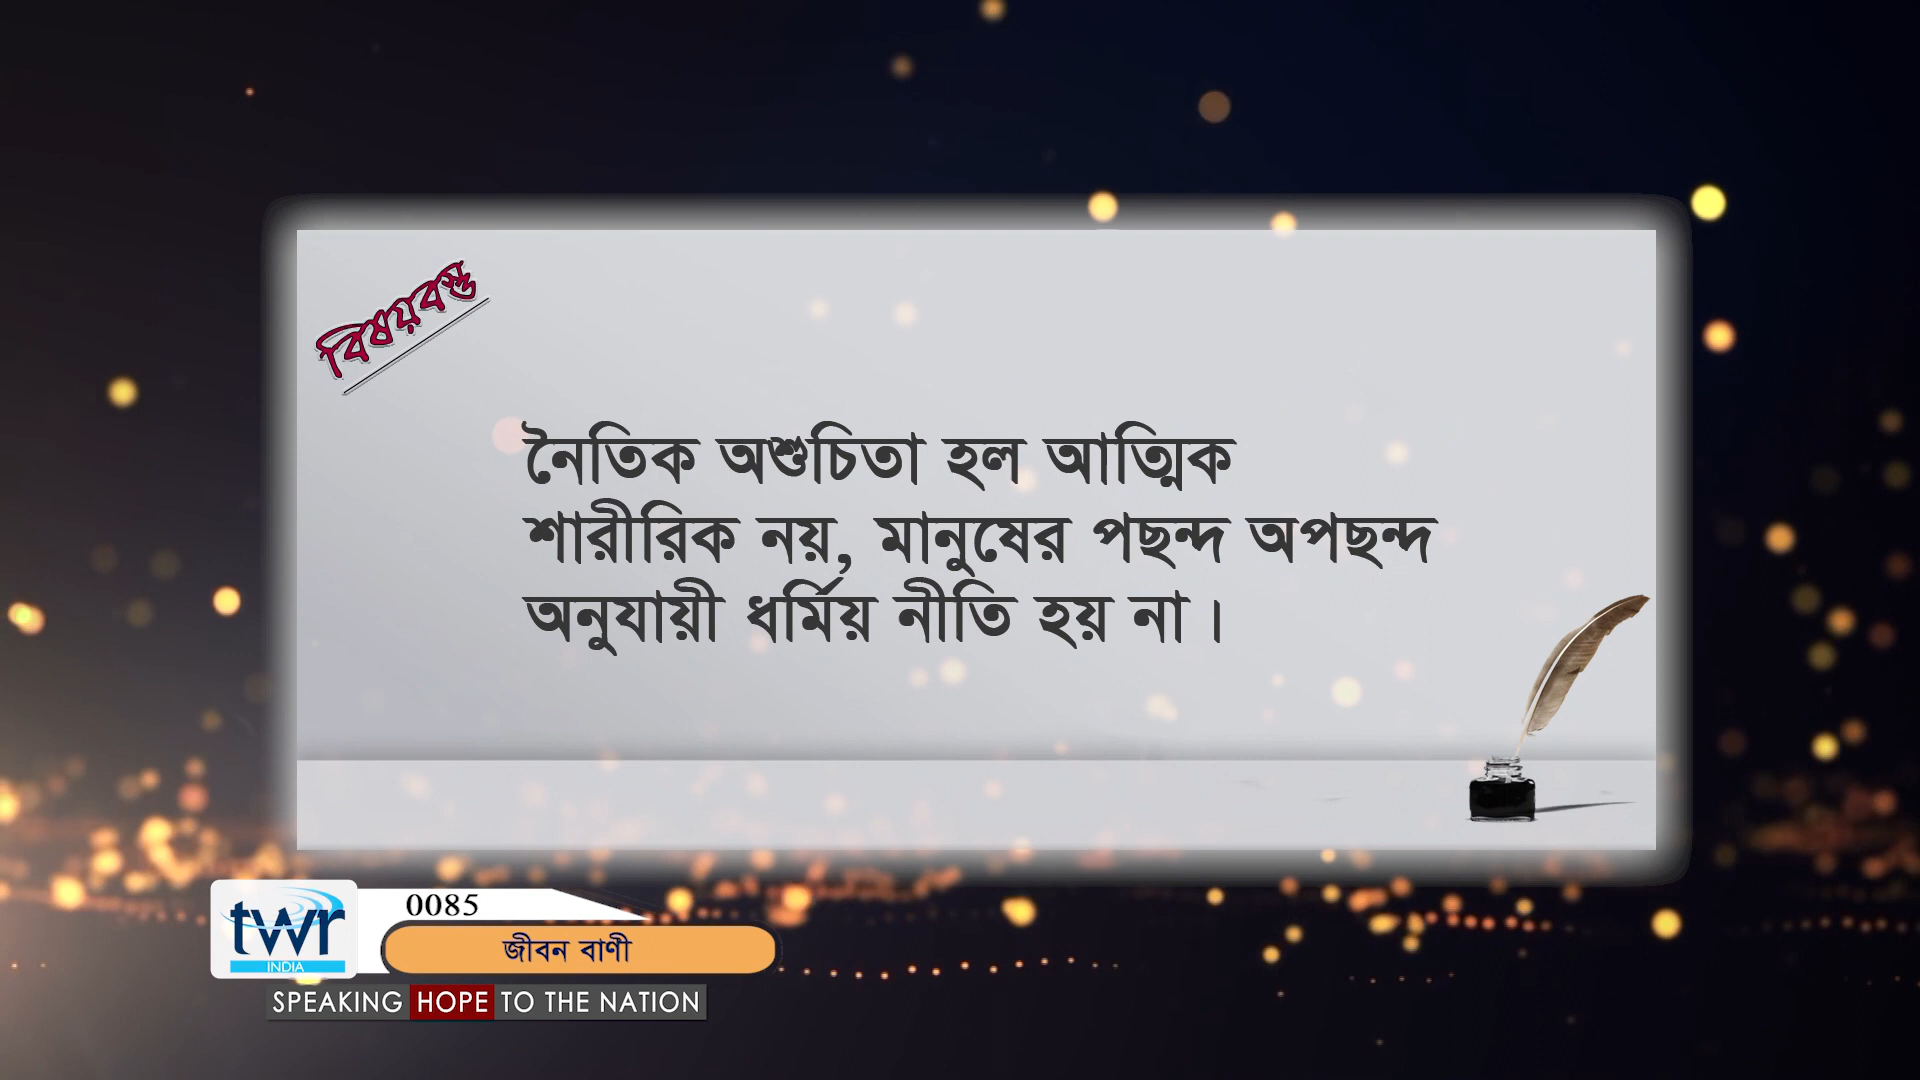 বিষয়বস্তু
নৈতিক অশুচিতা হল আত্মিক
শারীরিক নয়, মানুষের পছন্দ অপছন্দ
অনুযায়ী ধর্মিয় নীতি হয় না।
twr
INDIA
0085
জীবন বাণী
SPEAKING HOPE TO THE NATION